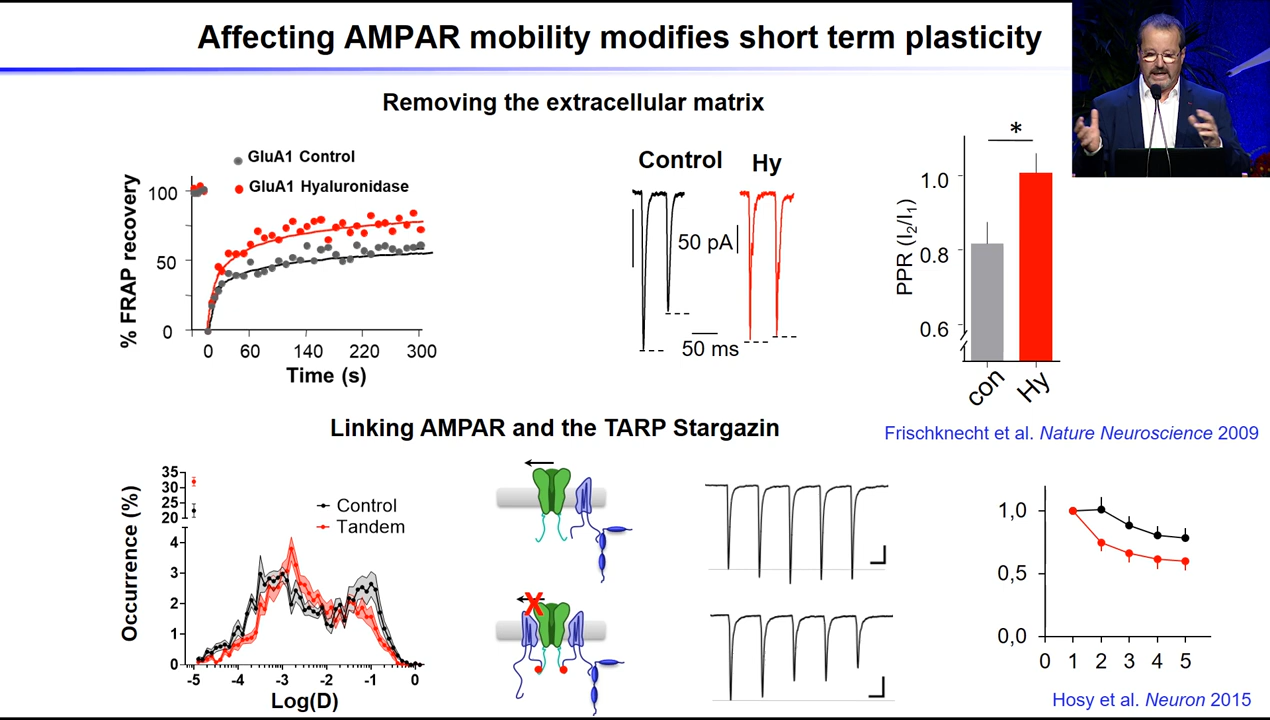 Affecting AMPAR mobility modifies short term plasticity
Removing the extracellular matrix
GluA1 Control
GluA1 Hyaluronidase
% FRAP recovery
100
50
0
0 60 140 220 300
Time (s)
Control Hy
50 pA
50 ms
*
PPR (I2/I1)
1.0
0.8
0.6
con Hy
Frischknecht et al. Nature Neuroscience 2009
Linking AMPAR and the TARP Stargazin
Occurrence (%)
35
30
25
20
4
3
2
1
0
Control
Tandem
-5 -4 -3 -2 -1 0
Log(D)
X
1,0
0,5
0,0
0 1 2 3 4 5
Hosy et al. Neuron 2015